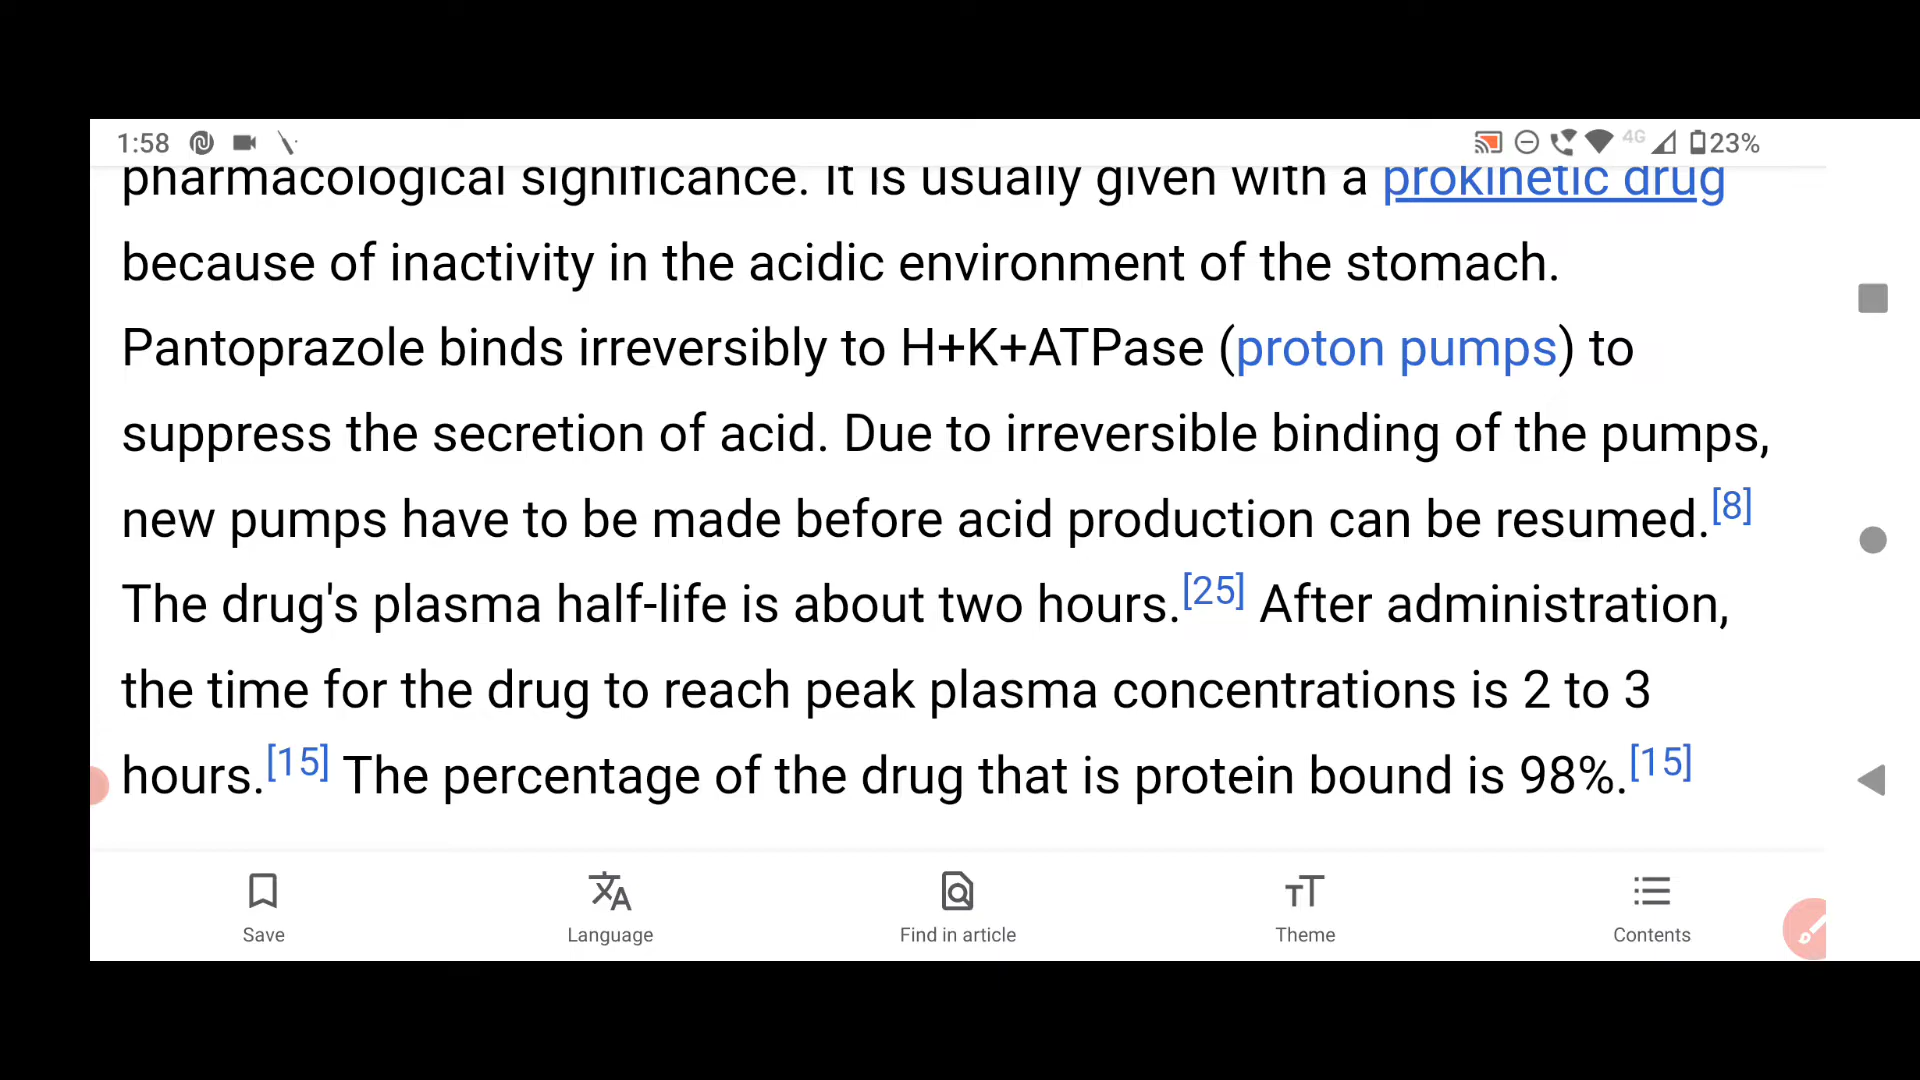 1:58 4G 23%
pharmacological significance. It is usually given with a prokinetic drug
because of inactivity in the acidic environment of the stomach.
Pantoprazole binds irreversibly to H+K+ATPase (proton pumps) to
suppress the secretion of acid. Due to irreversible binding of the pumps,
new pumps have to be made before acid production can be resumed.[8]
The drug's plasma half-life is about two hours.[25] After administration,
the time for the drug to reach peak plasma concentrations is 2 to 3
hours.[15] The percentage of the drug that is protein bound is 98%.[15]
Save Language Find in article Theme Contents